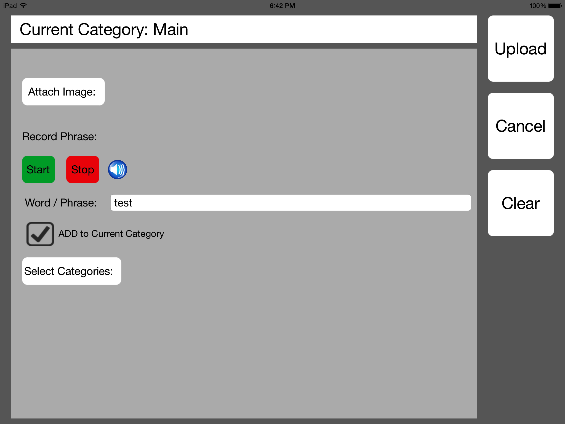 iPad 6:42 PM 100%
Current Category: Main
Upload
Attach Image:
Cancel
Record Phrase:
Start Stop
Word / Phrase: test
Clear
ADD to Current Category
Select Categories: